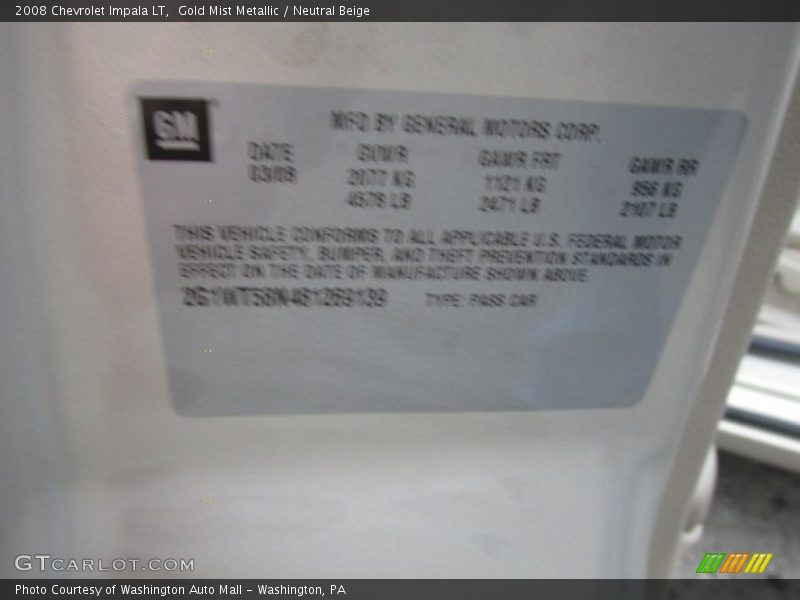 2008 Chevrolet Impala LT, Gold Mist Metallic / Neutral Beige
GM
MFD BY GENERAL MOTORS CORP.
DATE GVWR GAWR FRT GAWR RR
03/08 2077 KG 1121 KG 956 KG
4578 LB 2471 LB 2107 LB
THIS VEHICLE CONFORMS TO ALL APPLICABLE U.S. FEDERAL MOTOR
VEHICLE SAFETY, BUMPER, AND THEFT PREVENTION STANDARDS IN
EFFECT ON THE DATE OF MANUFACTURE SHOWN ABOVE.
2G1WT58N481269139 TYPE: PASS CAR
GTCARLOT.COM
Photo Courtesy of Washington Auto Mall - Washington, PA